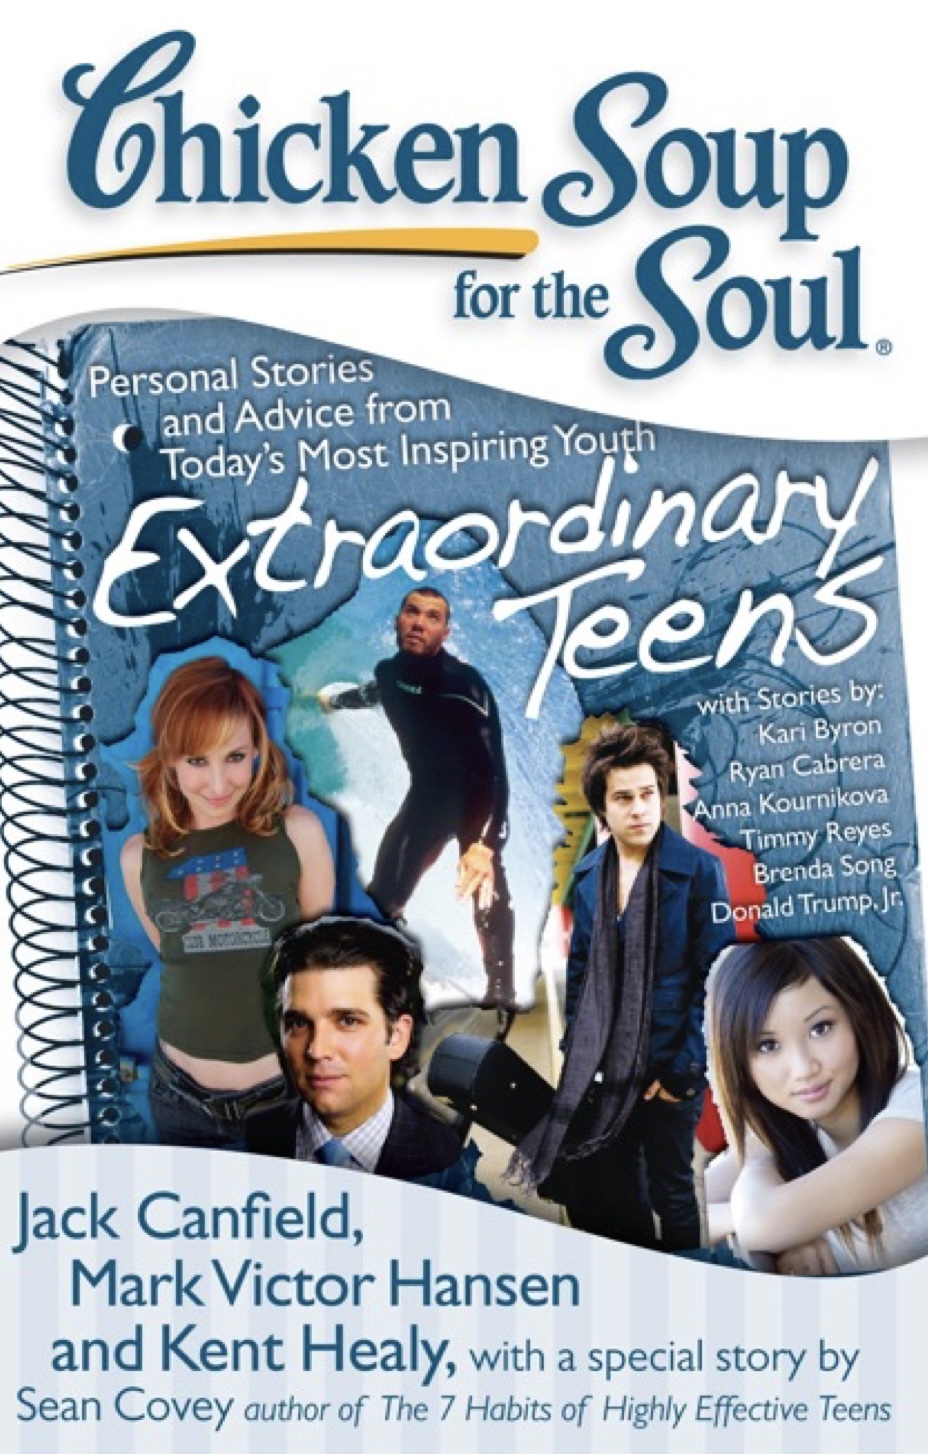 Chicken Soup
for the Soul®
Personal Stories
and Advice from
Today's Most Inspiring Youth
Extraordinary
Teens
with Stories by:
Kari Byron
Ryan Cabrera
Anna Kournikova
Timmy Reyes
Brenda Song
Donald Trump, Jr.
CLUB MOTORCYCLE
Jack Canfield,
Mark Victor Hansen
and Kent Healy, with a special story by
Sean Covey author of The 7 Habits of Highly Effective Teens